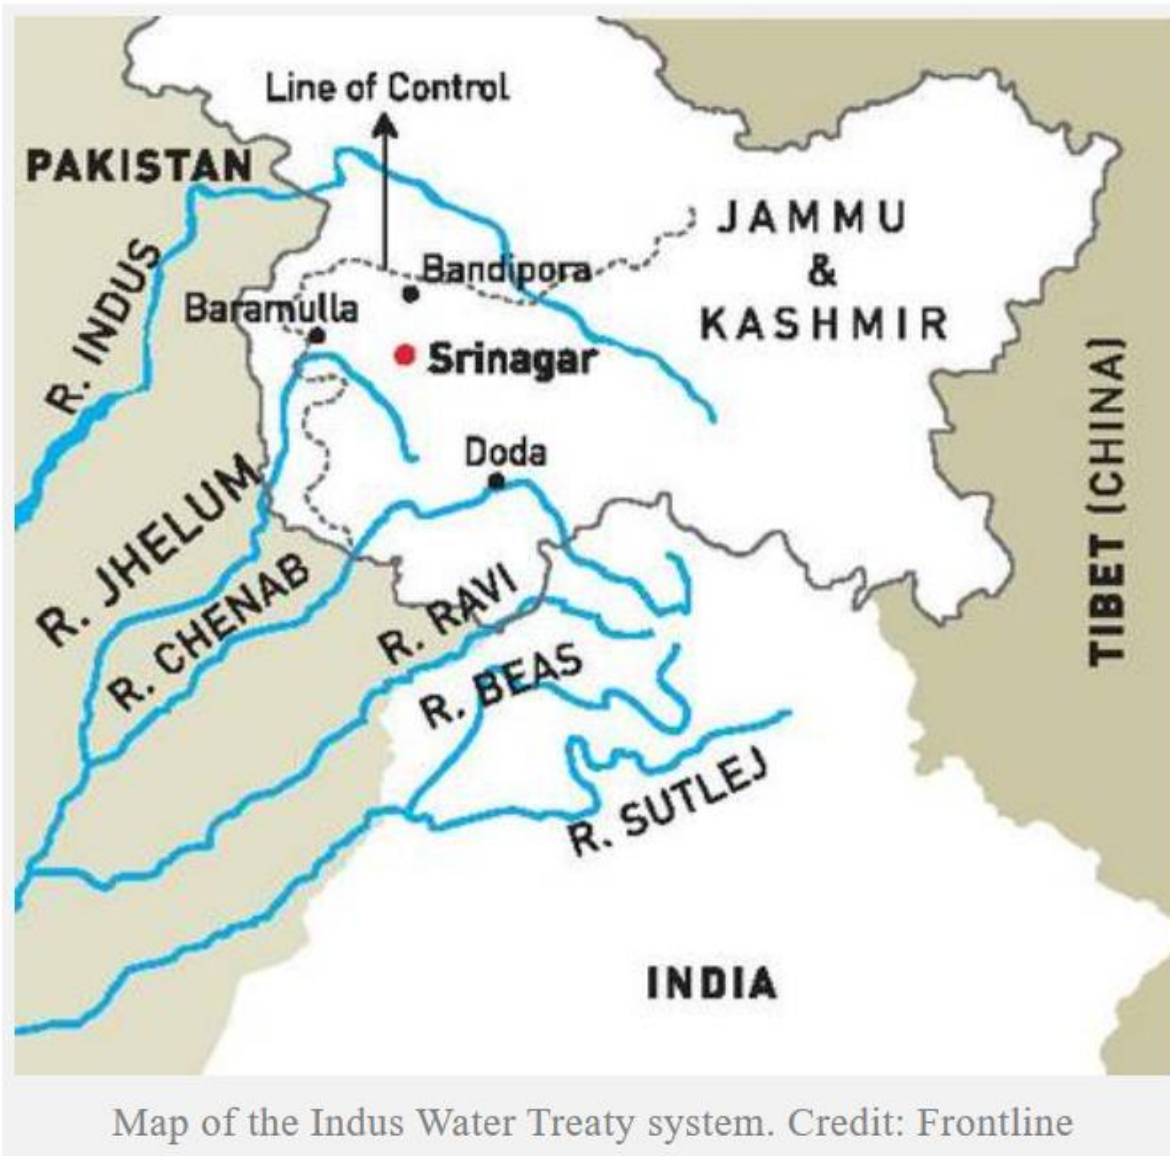 Line of Control
PAKISTAN
JAMMU
&
KASHMIR
R. INDUS
Bandipora
Baramulla
Srinagar
TIBET (CHINA)
Doda
R. JHELUM
R. CHENAB
R. RAVI
R. BEAS
R. SUTLEJ
INDIA
Map of the Indus Water Treaty system. Credit: Frontline